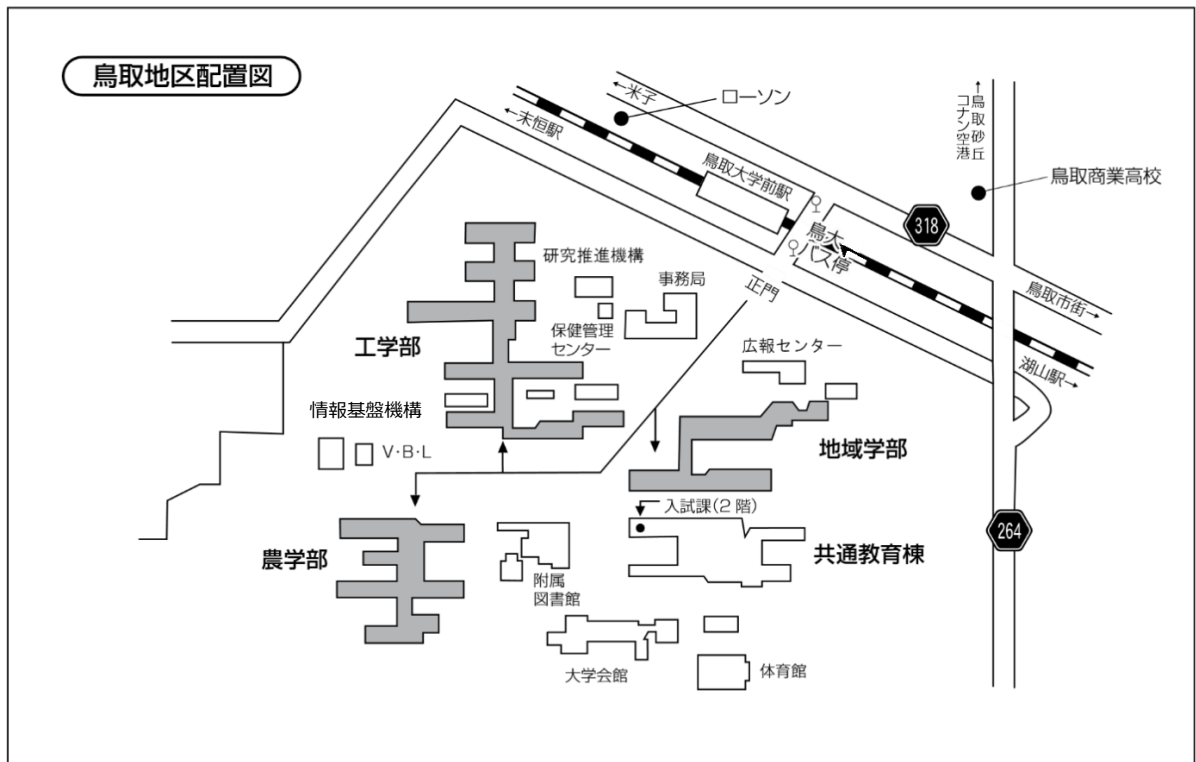 鳥取地区配置図
←米子
ローソン
←末恒駅
鳥取大学前駅
↑鳥取砂丘
コナン空港
鳥取商業高校
318
鳥大
バス停
鳥取市街→
湖山駅→
正門
研究推進機構
事務局
保健管理
センター
工学部
広報センター
情報基盤機構
V・B・L
地域学部
入試課(2階)
264
共通教育棟
農学部
附属
図書館
大学会館
体育館